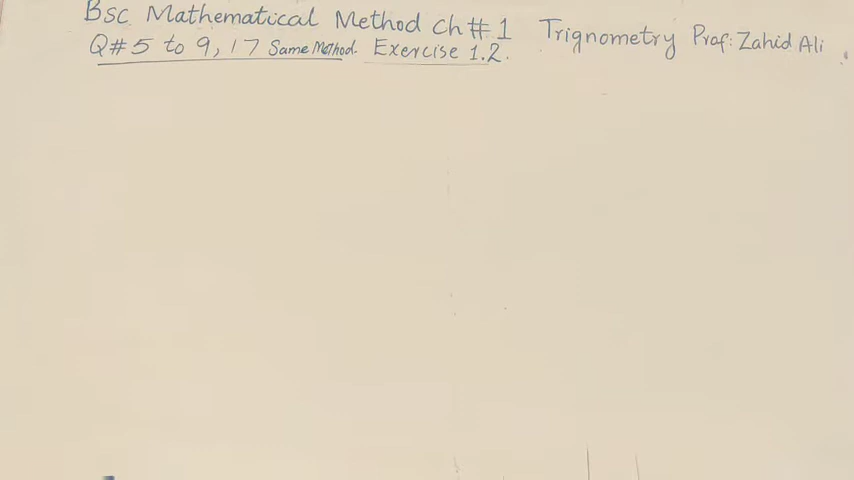 Bsc Mathematical Method Ch # 1 Trignometry Prof: Zahid Ali
Q# 5 to 9, 17 Same Method. Exercise 1.2.